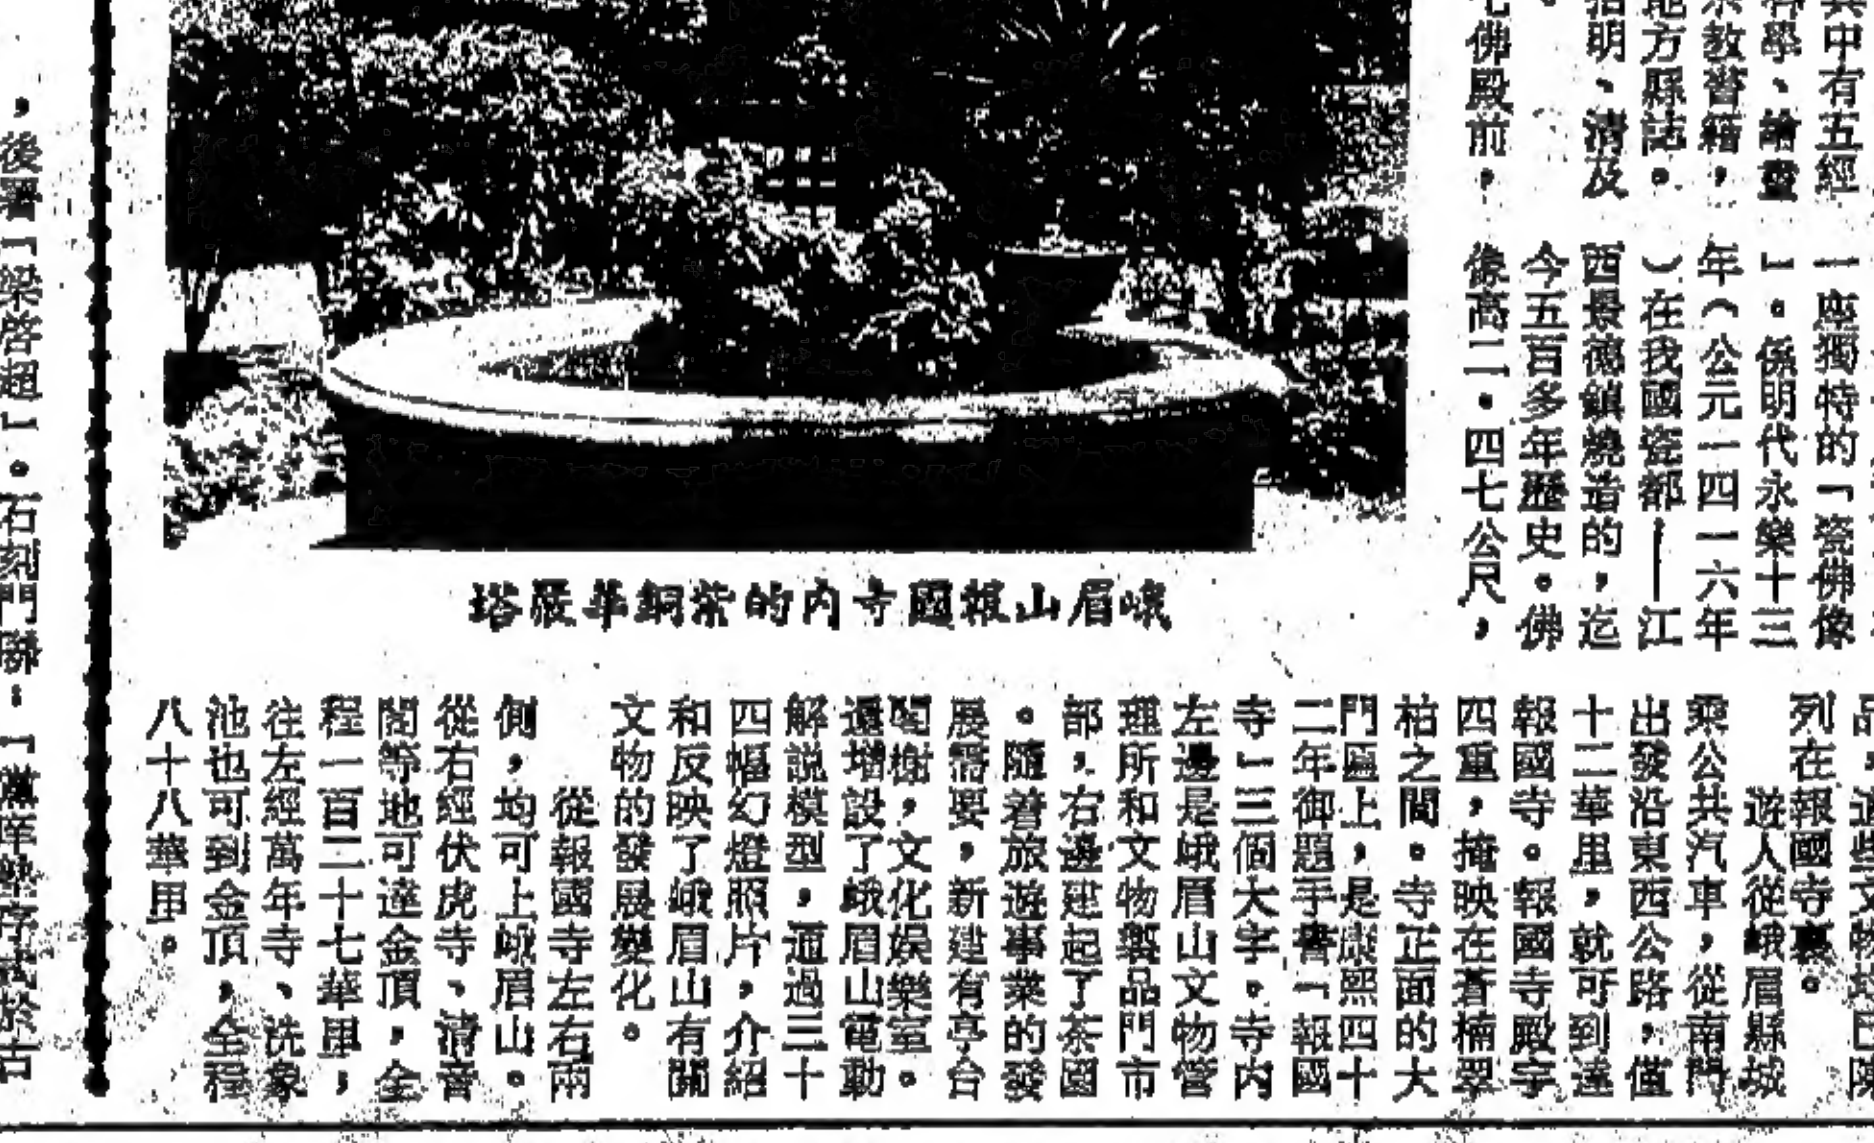 其中有五經
科學、繪畫
宗教書籍，
地方縣誌。
指明、清及
。
七佛殿前，
一座獨特的「瓷佛像
」。係明代永樂十三
年（公元一四一六年
）在我國瓷都——江
西景德鎮燒造的，迄
今五百多年歷史。佛
像高二．四七公尺，
峨眉山報國寺內的紫銅華嚴塔
列在報國寺裏。
遊人從峨眉縣城
乘公共汽車，從南門
出發沿東西公路，僅
十二華里，就可到達
報國寺。報國寺殿宇
四重，掩映在蒼楠翠
柏之間。寺正面的大
門匾上，是康熙四十
二年御題手書「報國
寺」三個大字。寺內
左邊是峨眉山文物管
理所和文物製品門市
部，右邊建起了茶園
。隨着旅遊事業的發
展需要，新建有亭台
閣榭，文化娛樂室。
還增設了峨眉山電動
解説模型，通過三十
四幅幻燈照片，介紹
和反映了峨眉山有關
文物的發展變化。
從報國寺左右兩
側，均可上峨眉山。
從右經伏虎寺、清音
閣等地可達金頂，全
程一百二十七華里；
往左經萬年寺、洗象
池也可到金頂，全程
八十八華里。
，後署「梁啓超」。石刻門聯：